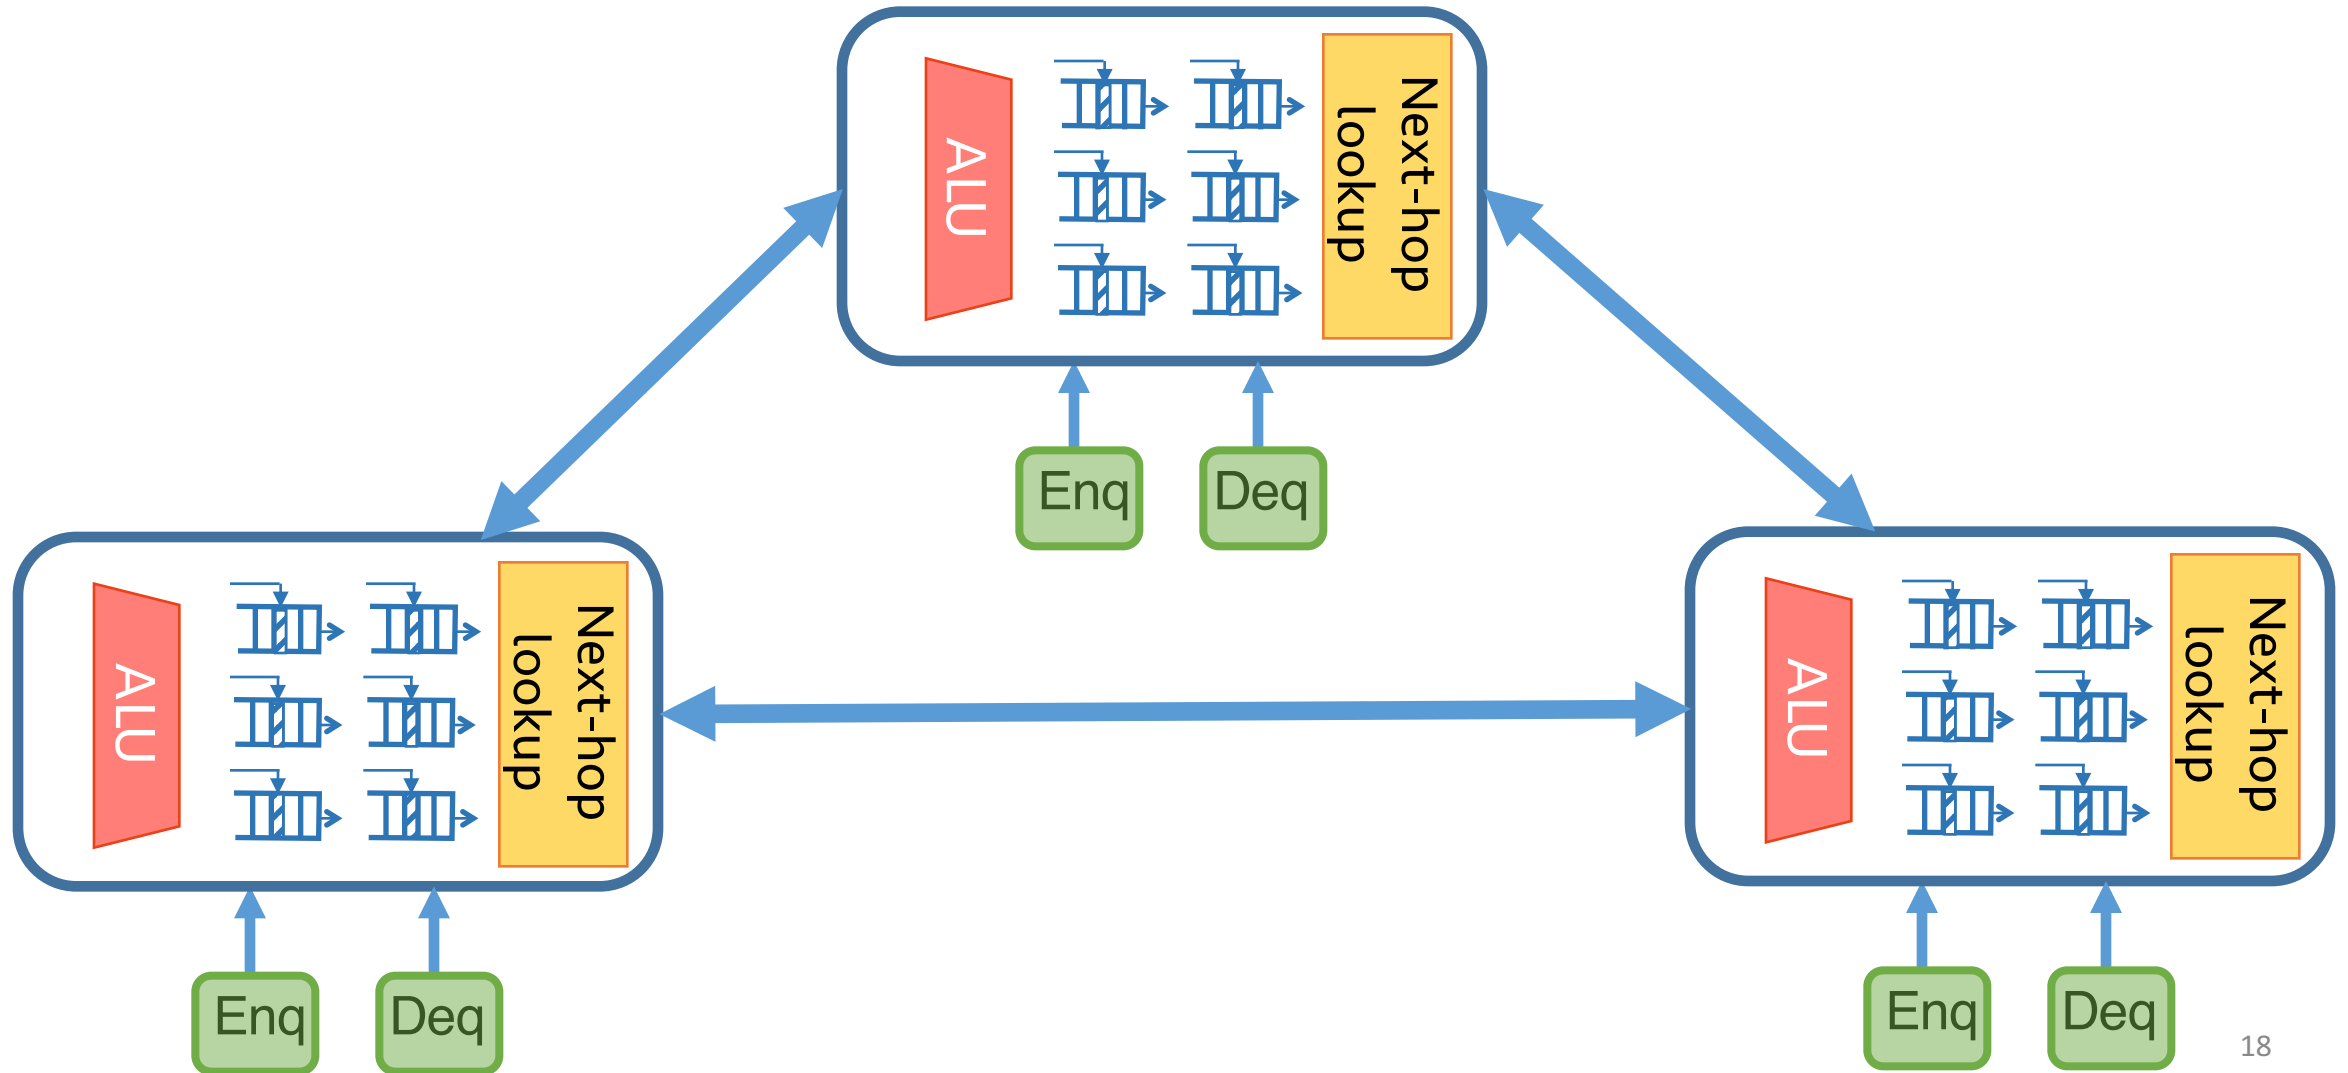 ALU
Next-hop
lookup
Enq
Deq
ALU
Next-hop
lookup
Enq
Deq
ALU
Next-hop
lookup
Enq
Deq
18